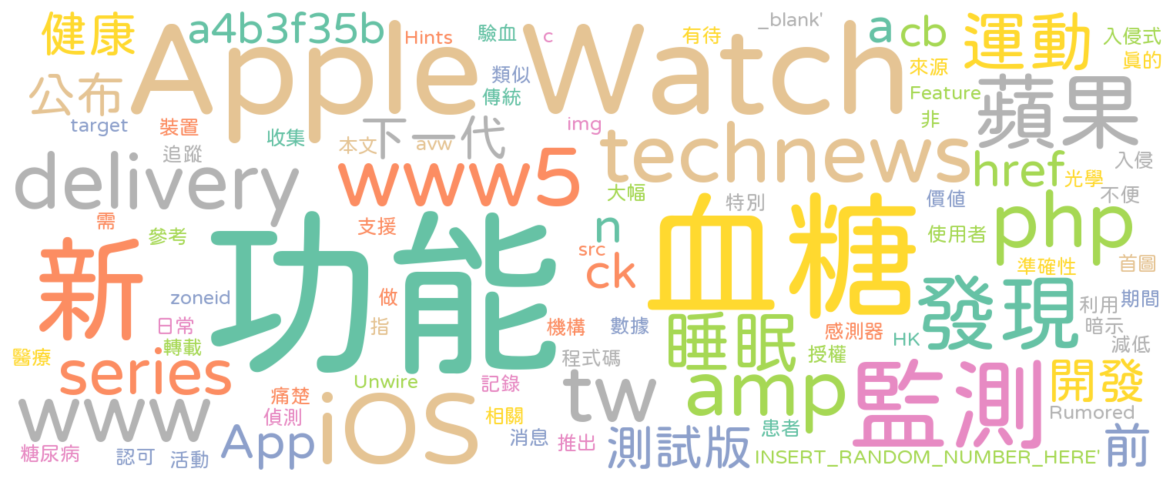 健康
a4b3f35b
Hints
驗血
c
有待
_blank'
a
cb
運動
入侵式
真的
公布
Apple Watch
類似
傳統
來源
Feature
非
蘋果
target
裝置
收集
本文
下一代
avw
img
technews
追蹤
入侵
delivery
www5
大幅
href
光學
不便
需
參考
支援
特別
價值
php
新
功能
n
血糖
使用者
src
ck
準確性
首圖
zoneid
做
發現
利用
期間
日常
指
機構
數據
睡眠
感測器
HK
暗示
減低
醫療
轉載
程式碼
授權
series
Unwire
記錄
tw
amp
監測
開發
痛楚
iOS
Rumored
www
偵測
相關
患者
App
消息
推出
測試版
前
糖尿病
認可
活動
INSERT_RANDOM_NUMBER_HERE'